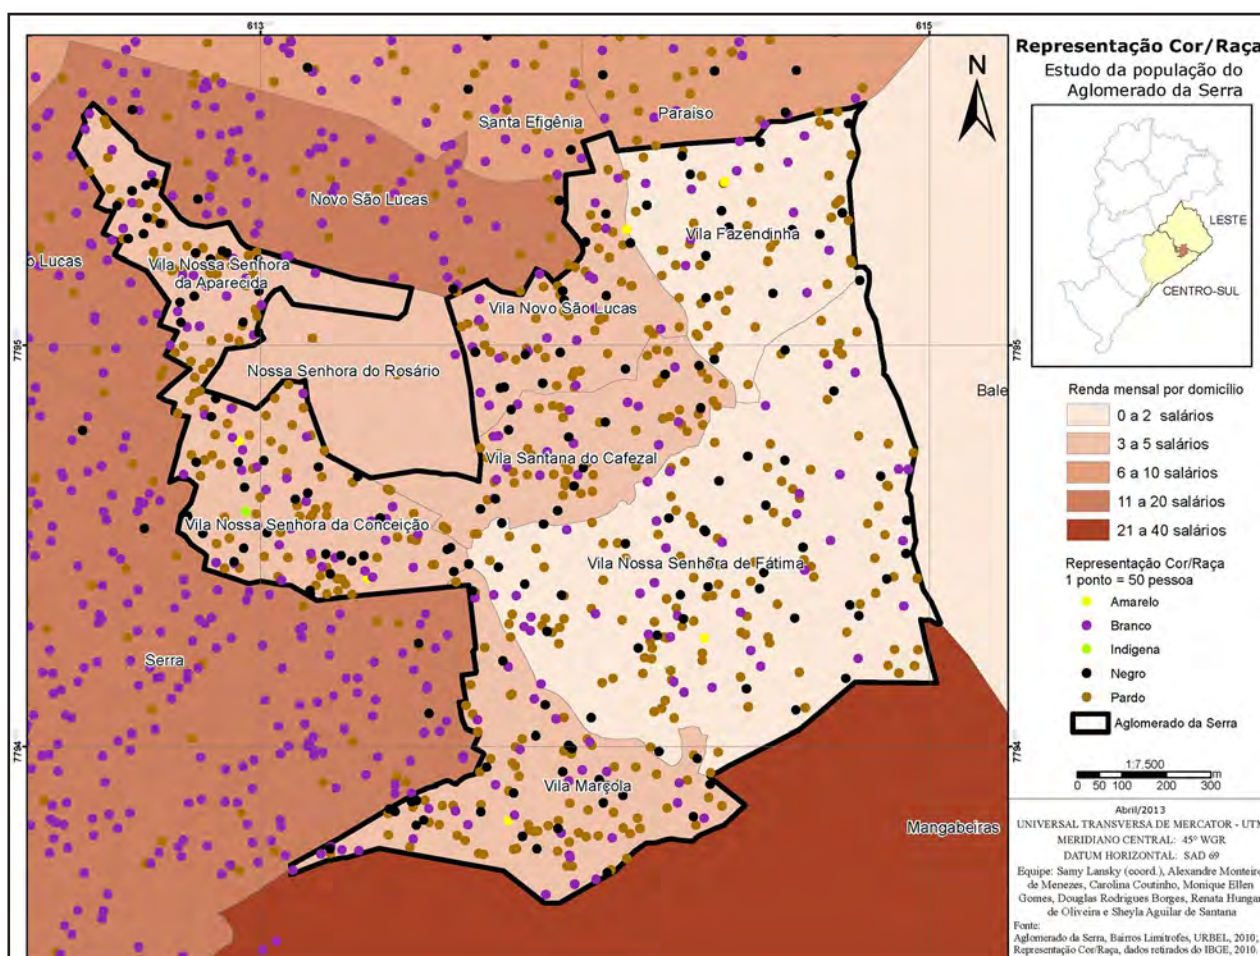 613
615
Representação Cor/Raça
Estudo da população do
Aglomerado da Serra
N
Paraíso
Santa Efigênia
Novo São Lucas
LESTE
Vila Fazendinha
o Lucas
Vila Nossa Senhora
da Aparecida
CENTRO-SUL
Vila Novo São Lucas
7795
7795
Nossa Senhora do Rosário
Bale
Renda mensal por domicílio
0 a 2 salários
3 a 5 salários
6 a 10 salários
11 a 20 salários
21 a 40 salários
Vila Santana do Cafezal
Vila Nossa Senhora da Conceição
Vila Nossa Senhora de Fátima
Representação Cor/Raça
1 ponto = 50 pessoa
Amarelo
Branco
Indígena
Negro
Pardo
Aglomerado da Serra
Serra
7794
7794
Vila Marçola
1:7.500
0 50 100 200 300
m
Mangabeiras
Abril/2013
UNIVERSAL TRANSVERSA DE MERCATOR - UTM
MERIDIANO CENTRAL: 45° WGR
DATUM HORIZONTAL: SAD 69
Equipe: Samy Lansky (coord.), Alexandre Monteiro
de Menezes, Carolina Coutinho, Monique Ellen
Gomes, Douglas Rodrigues Borges, Renata Hungar
de Oliveira e Sheyla Aguilar de Santana
Fonte:
Aglomerado da Serra, Bairros Limítrofes, URBEL, 2010;
Representação Cor/Raça, dados retirados do IBGE, 2010.